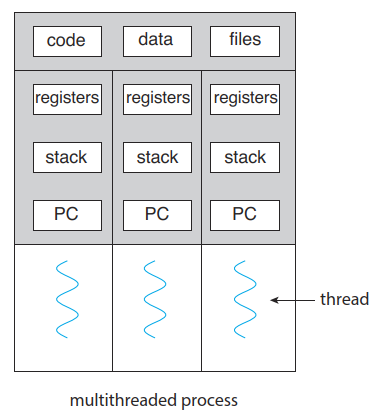 code data files
registers registers registers
stack stack stack
PC PC PC
thread
multithreaded process